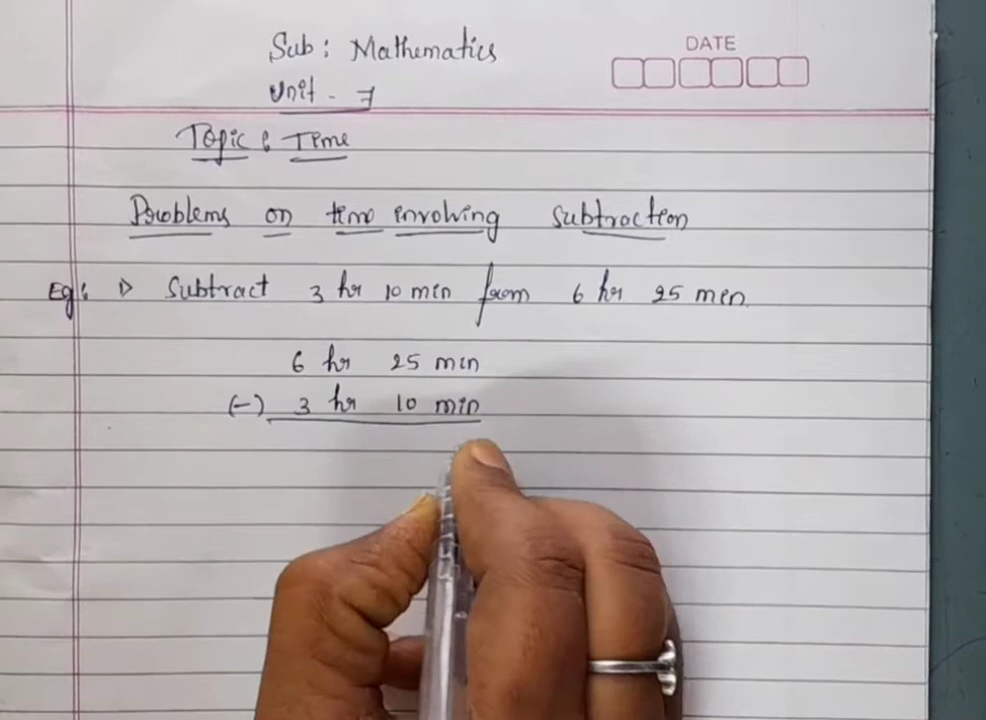 Sub: Mathematics
DATE
Unit - 7
Topic: Time
Problems on time involving subtraction
Eg: 1) Subtract 3 hr 10 min from 6 hr 25 min.
6 hr 25 min
(-) 3 hr 10 min